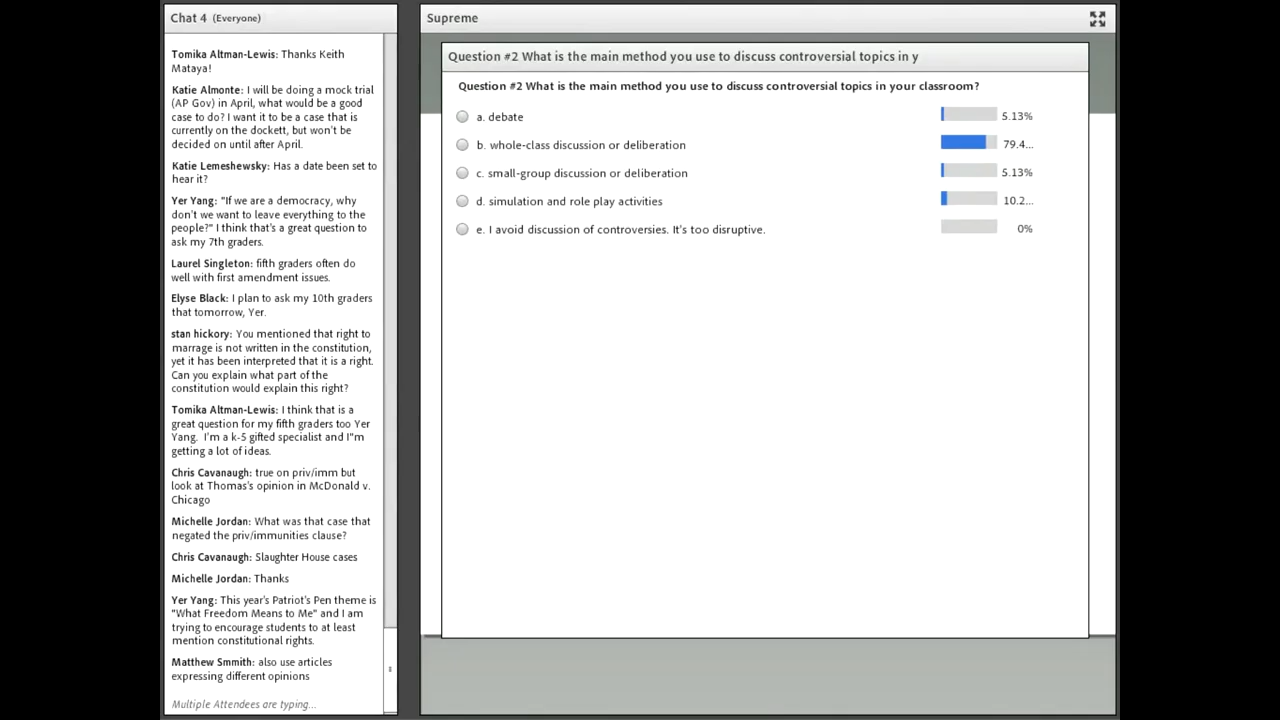 Chat 4 (Everyone)
Tomika Altman-Lewis: Thanks Keith
Mataya!
Katie Almonte: I will be doing a mock trial
(AP Gov) in April, what would be a good
case to do? I want it to be a case that is
currently on the dockett, but won't be
decided on until after April.
Katie Lemeshewsky: Has a date been set to
hear it?
Yer Yang: "If we are a democracy, why
don't we want to leave everything to the
people?" I think that's a great question to
ask my 7th graders.
Laurel Singleton: fifth graders often do
well with first amendment issues.
Elyse Black: I plan to ask my 10th graders
that tomorrow, Yer.
stan hickory: You mentioned that right to
marrage is not written in the constitution,
yet it has been interpreted that it is a right.
Can you explain what part of the
constitution would explain this right?
Tomika Altman-Lewis: I think that is a
great question for my fifth graders too Yer
Yang. I'm a k-5 gifted specialist and I"m
getting a lot of ideas.
Chris Cavanaugh: true on priv/imm but
look at Thomas's opinion in McDonald v.
Chicago
Michelle Jordan: What was that case that
negated the priv/immunities clause?
Chris Cavanaugh: Slaughter House cases
Michelle Jordan: Thanks
Yer Yang: This year's Patriot's Pen theme is
"What Freedom Means to Me" and I am
trying to encourage students to at least
mention constitutional rights.
Matthew Smmith: also use articles
expressing different opinions
Multiple Attendees are typing...
Supreme
Question #2 What is the main method you use to discuss controversial topics in y
Question #2 What is the main method you use to discuss controversial topics in your classroom?
a. debate 5.13%
b. whole-class discussion or deliberation 79.4...
c. small-group discussion or deliberation 5.13%
d. simulation and role play activities 10.2...
e. I avoid discussion of controversies. It's too disruptive. 0%